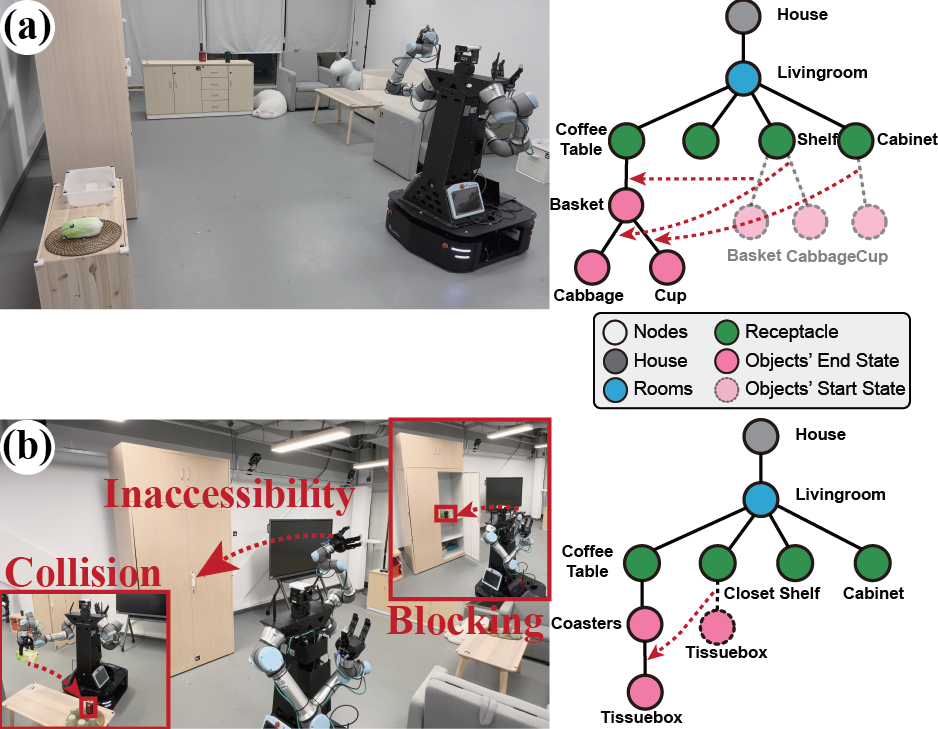 (a)
House
Livingroom
Coffee
Table
Shelf
Cabinet
Basket
Basket
Cabbage
Cup
Cabbage
Cup
Nodes
Receptacle
House
Objects' End State
Rooms
Objects' Start State
(b)
Inaccessibility
Collision
Blocking
House
Livingroom
Coffee
Table
Closet
Shelf
Cabinet
Coasters
Tissuebox
Tissuebox